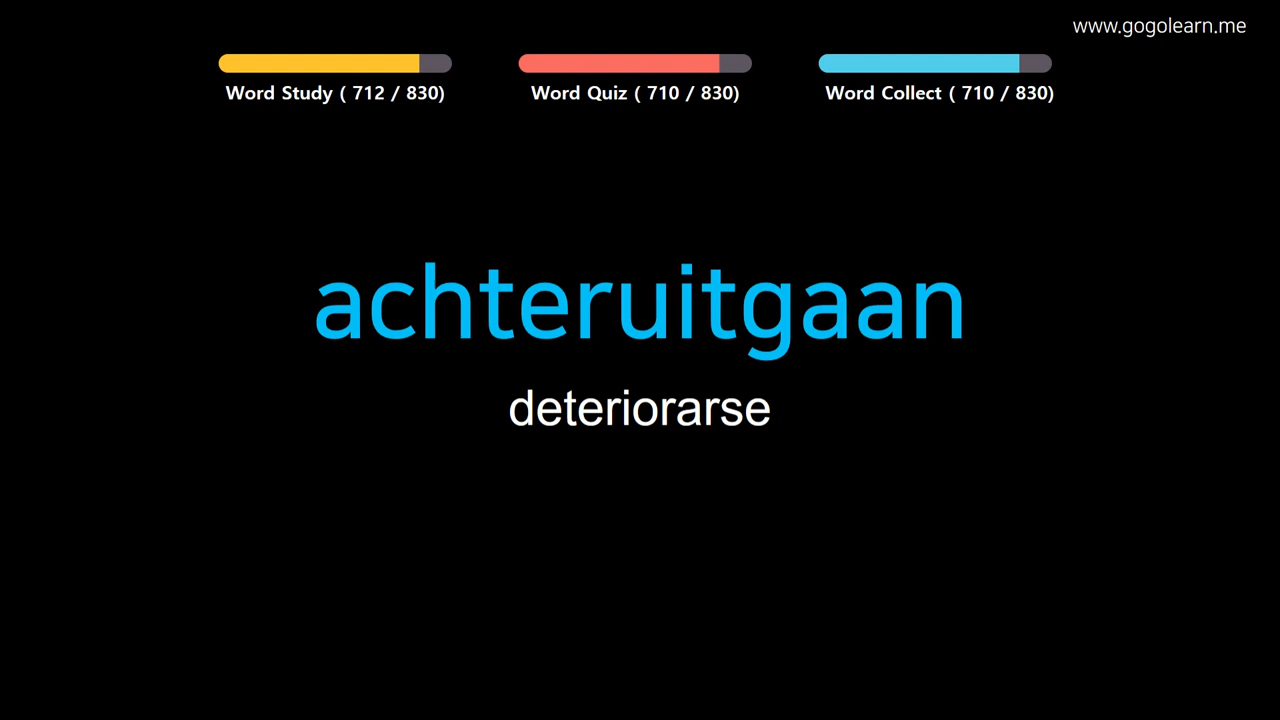 www.gogolearn.me
Word Study ( 712 / 830)
Word Quiz ( 710 / 830)
Word Collect ( 710 / 830)
achteruitgaan
deteriorarse